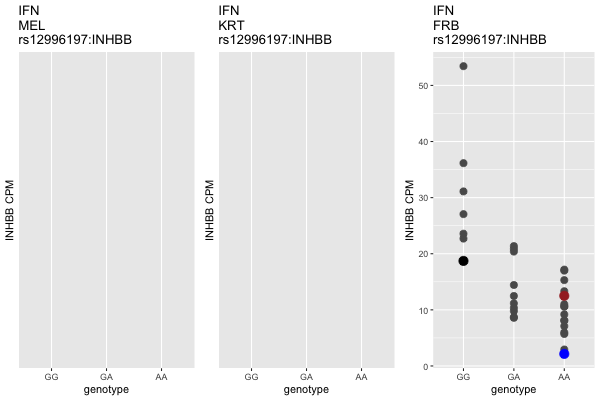 IFN
MEL
rs12996197:INHBB
INHBB CPM
GG GA AA
genotype
IFN
KRT
rs12996197:INHBB
INHBB CPM
GG GA AA
genotype
IFN
FRB
rs12996197:INHBB
INHBB CPM
50
40
30
20
10
0
GG GA AA
genotype